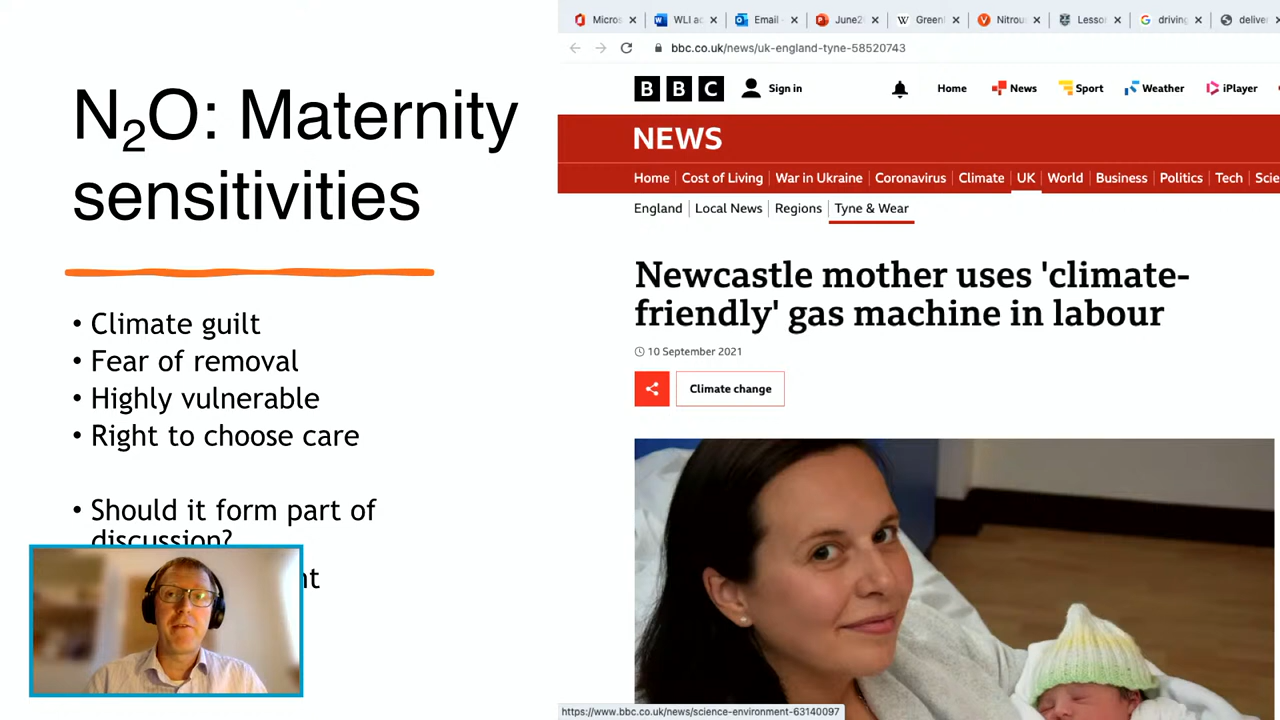 N₂O: Maternity
sensitivities
• Climate guilt
• Fear of removal
• Highly vulnerable
• Right to choose care
• Should it form part of
discussion?
Micros
WLI ac
Email -
June2
W Greenl
Nitrou
Lesso
driving
deliver
bbc.co.uk/news/uk-england-tyne-58520743
BBC Sign in Home News Sport Weather iPlayer
NEWS
Home Cost of Living War in Ukraine Coronavirus Climate UK World Business Politics Tech Scie
England Local News Regions Tyne & Wear
Newcastle mother uses 'climate-
friendly' gas machine in labour
10 September 2021
Climate change
https://www.bbc.co.uk/news/science-environment-63140097